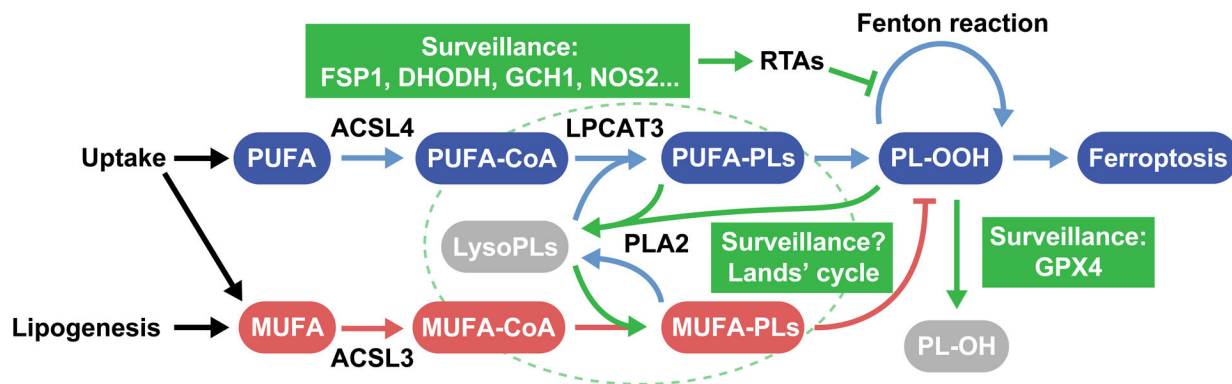 Fenton reaction
Surveillance:
FSP1, DHODH, GCH1, NOS2...
RTAs
ACSL4
LPCAT3
Uptake
PUFA
PUFA-CoA
PUFA-PLs
PL-OOH
Ferroptosis
LysoPLs
PLA2
Surveillance?
Lands' cycle
Surveillance:
GPX4
Lipogenesis
MUFA
MUFA-CoA
MUFA-PLs
ACSL3
PL-OH